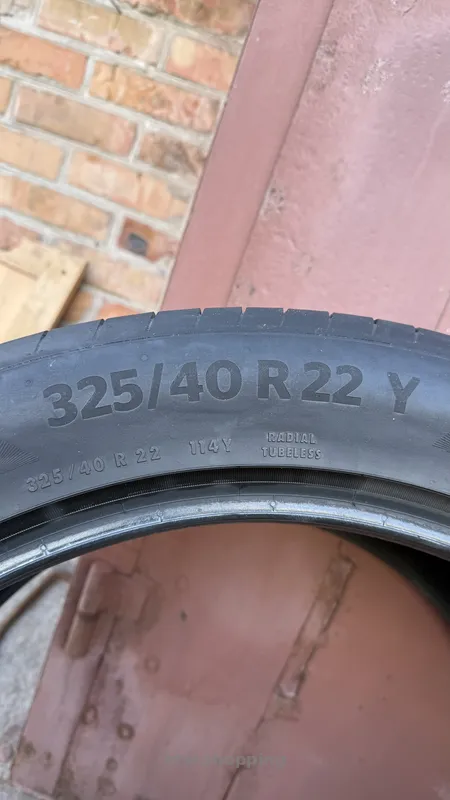 325/40 R 22 Y
325/40 R 22 114Y RADIAL
TUBELESS